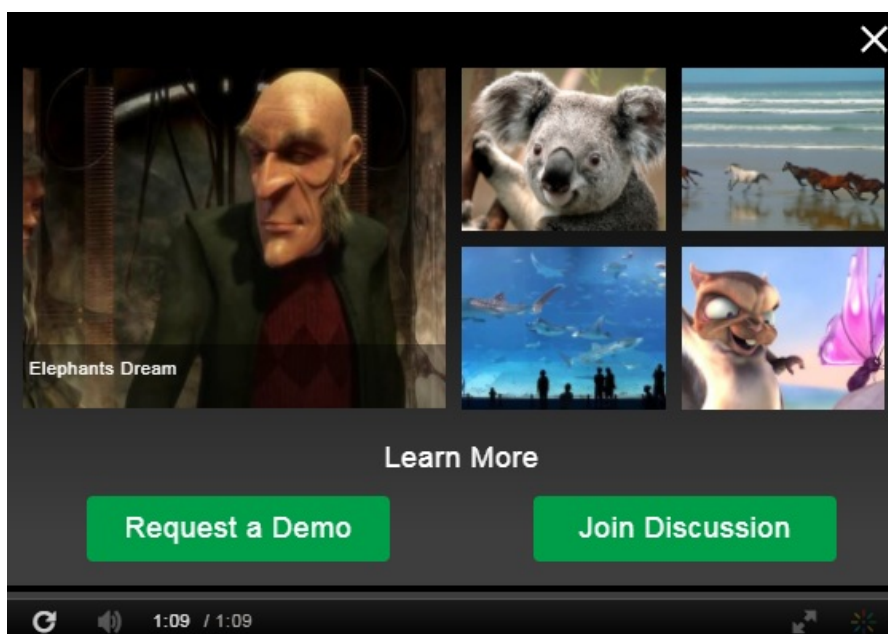 Elephants Dream
Learn More
Request a Demo
Join Discussion
1:09 / 1:09